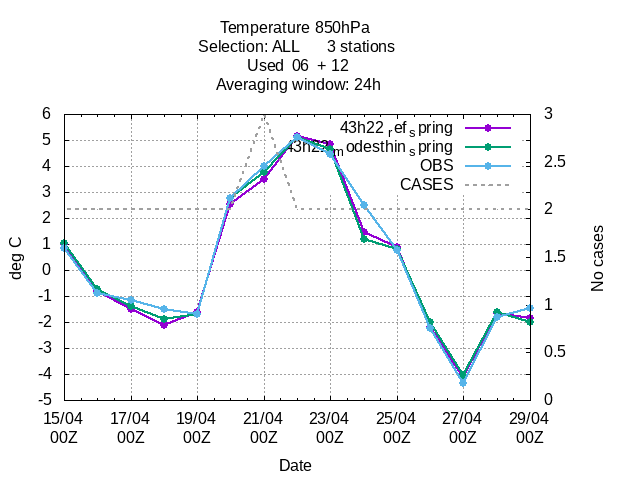 Temperature 850hPa
Selection: ALL 3 stations
Used 06 + 12
Averaging window: 24h
43h22_ref_spring
43h22_modesthin_spring
OBS
CASES
deg C
6
5
4
3
2
1
0
-1
-2
-3
-4
-5
3
2.5
2
1.5
1
0.5
0
No cases
15/04 17/04 19/04 21/04 23/04 25/04 27/04 29/04
00Z 00Z 00Z 00Z 00Z 00Z 00Z 00Z
Date